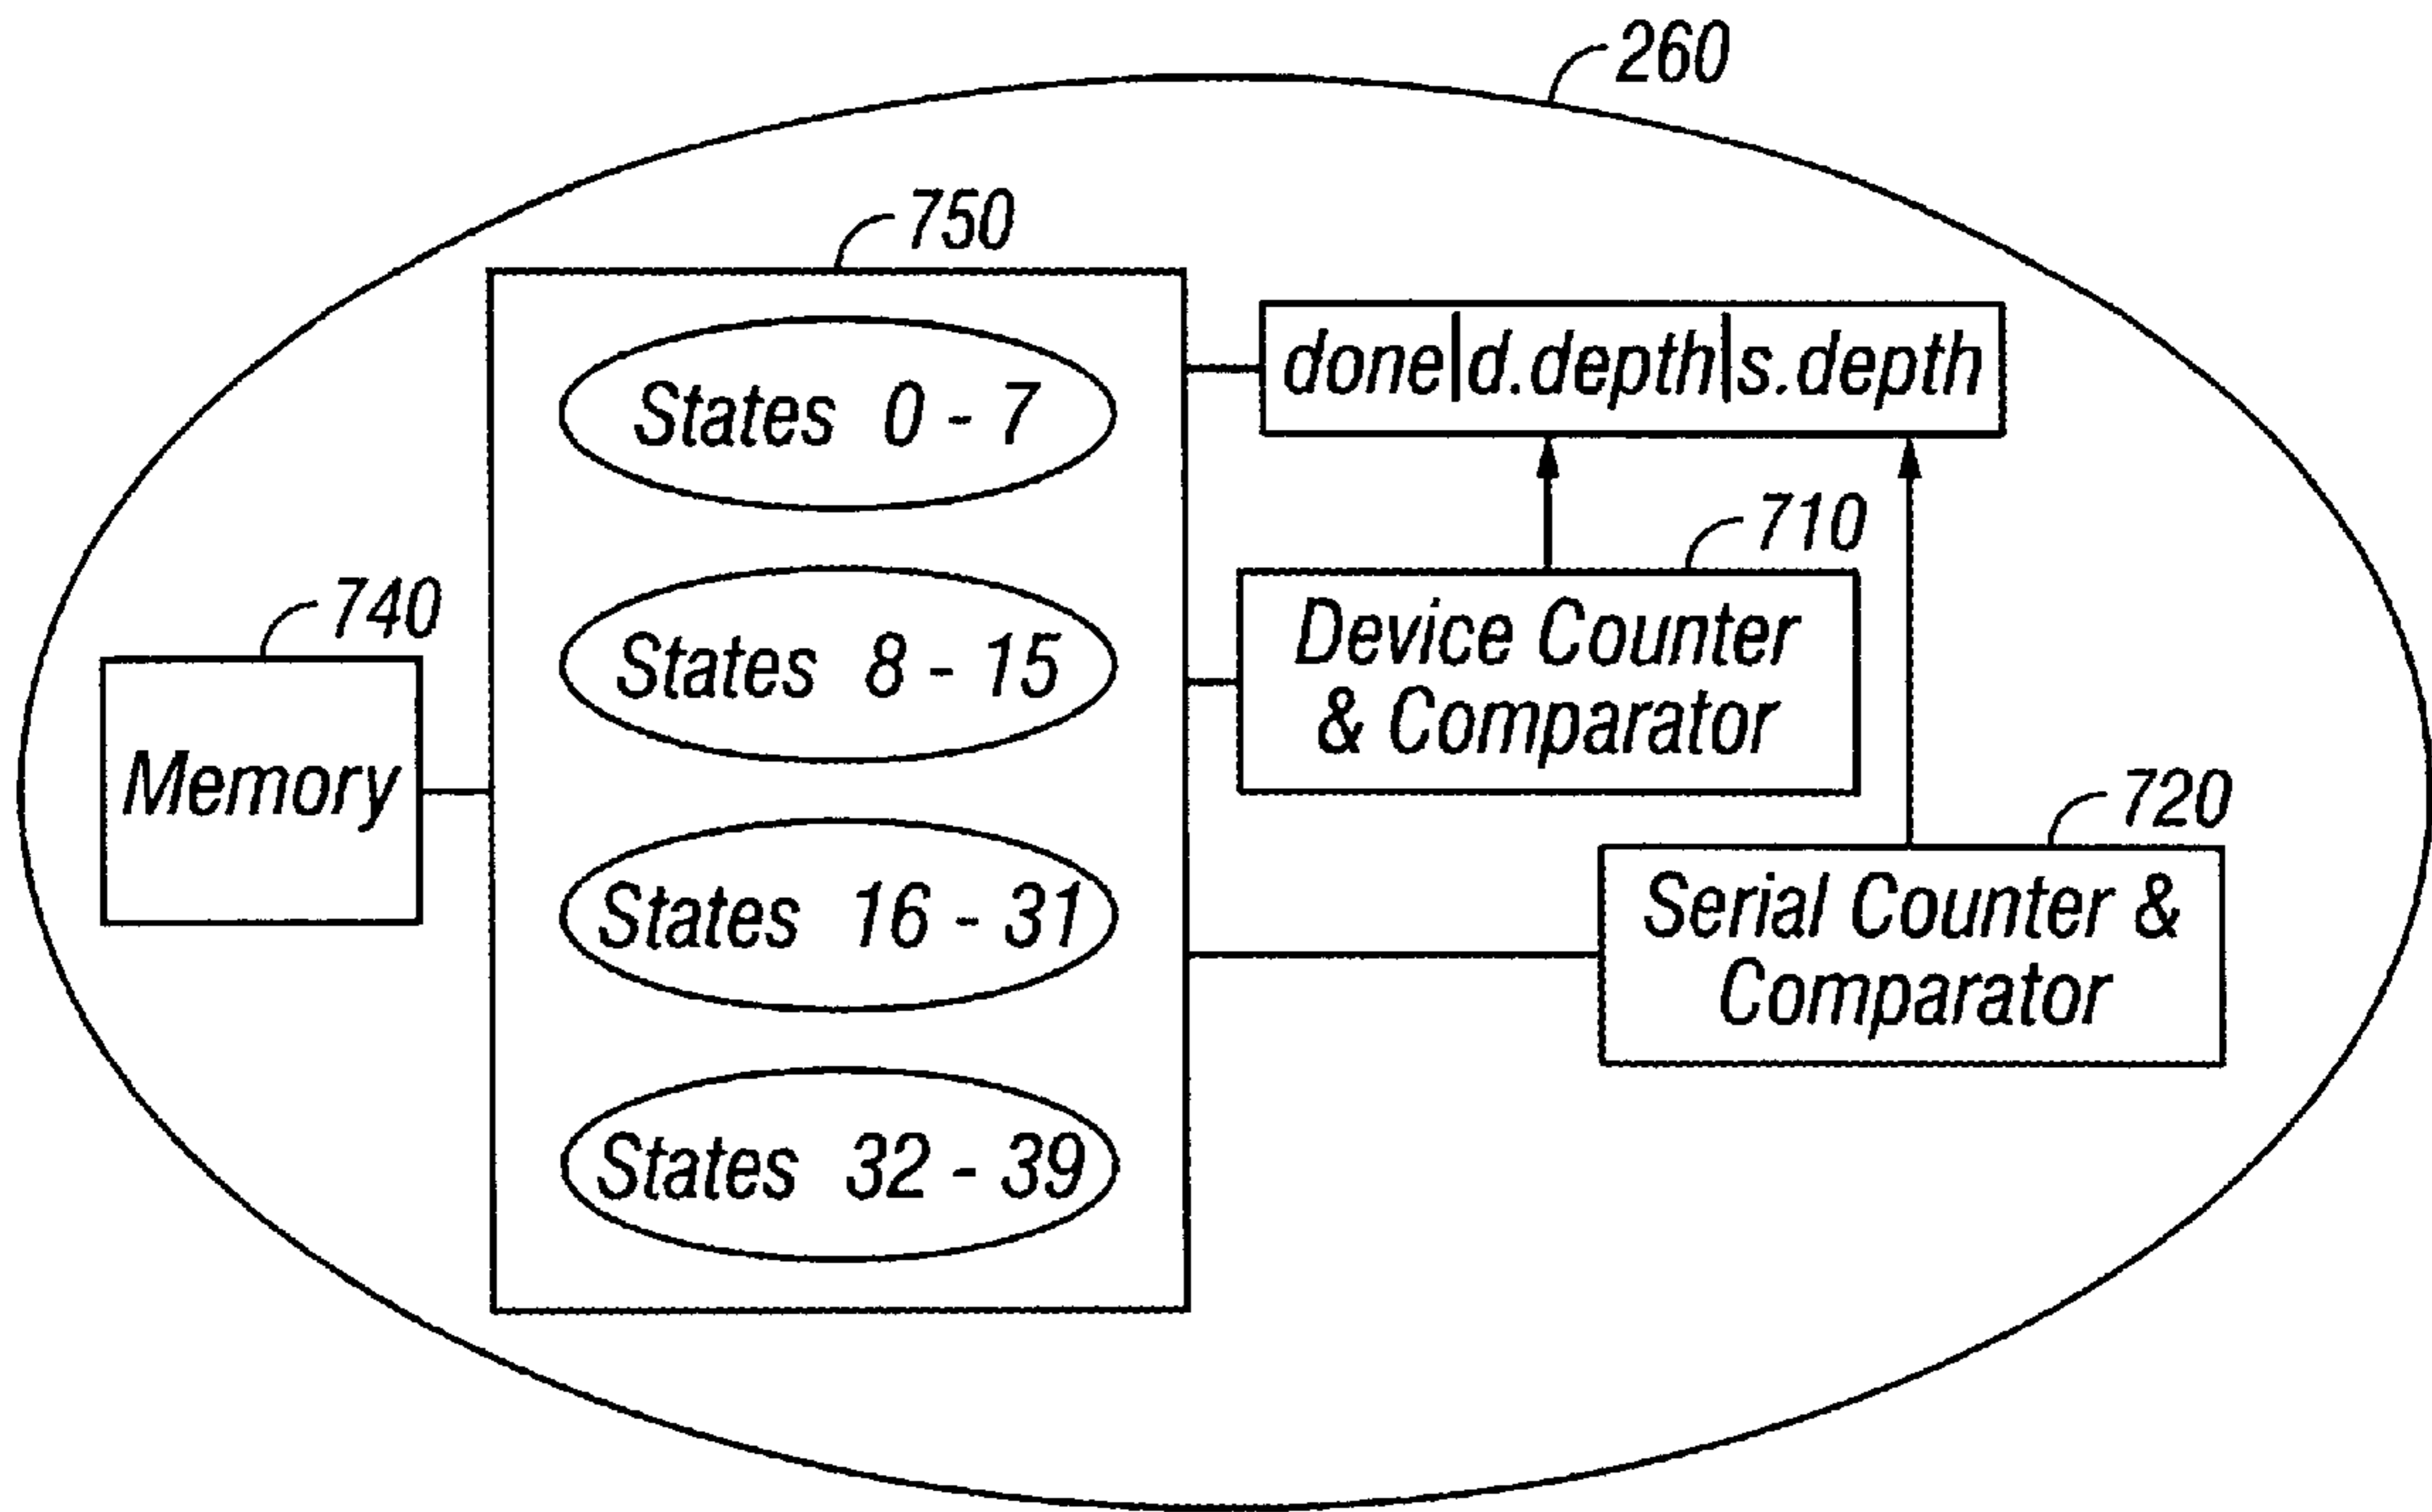 260
750
States 0 - 7
done|d.depth|s.depth
710
States 8 - 15
Device Counter
& Comparator
740
Memory
720
States 16 - 31
Serial Counter &
Comparator
States 32 - 39